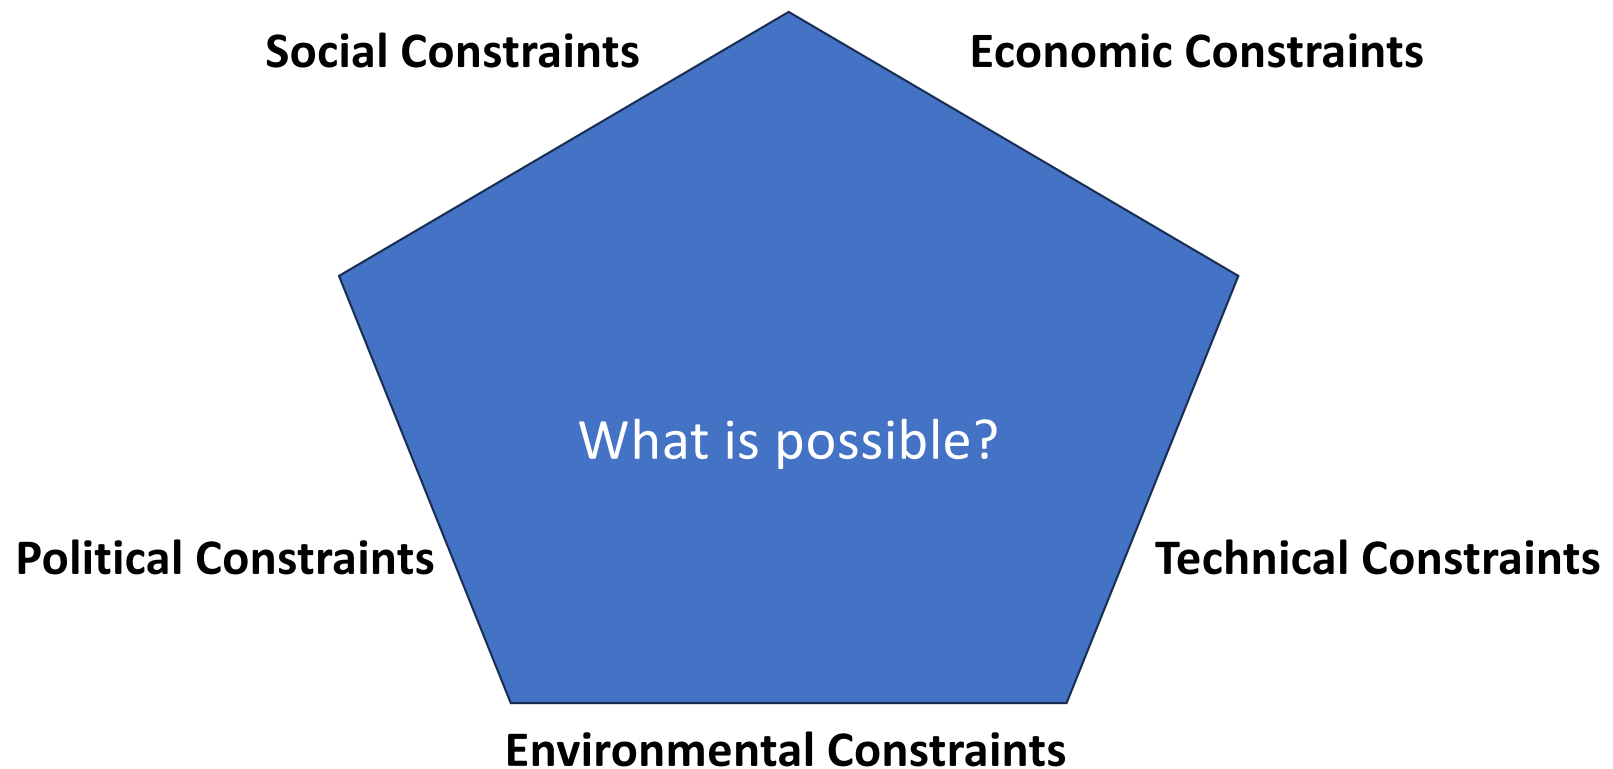 Social Constraints
Economic Constraints
What is possible?
Political Constraints
Technical Constraints
Environmental Constraints